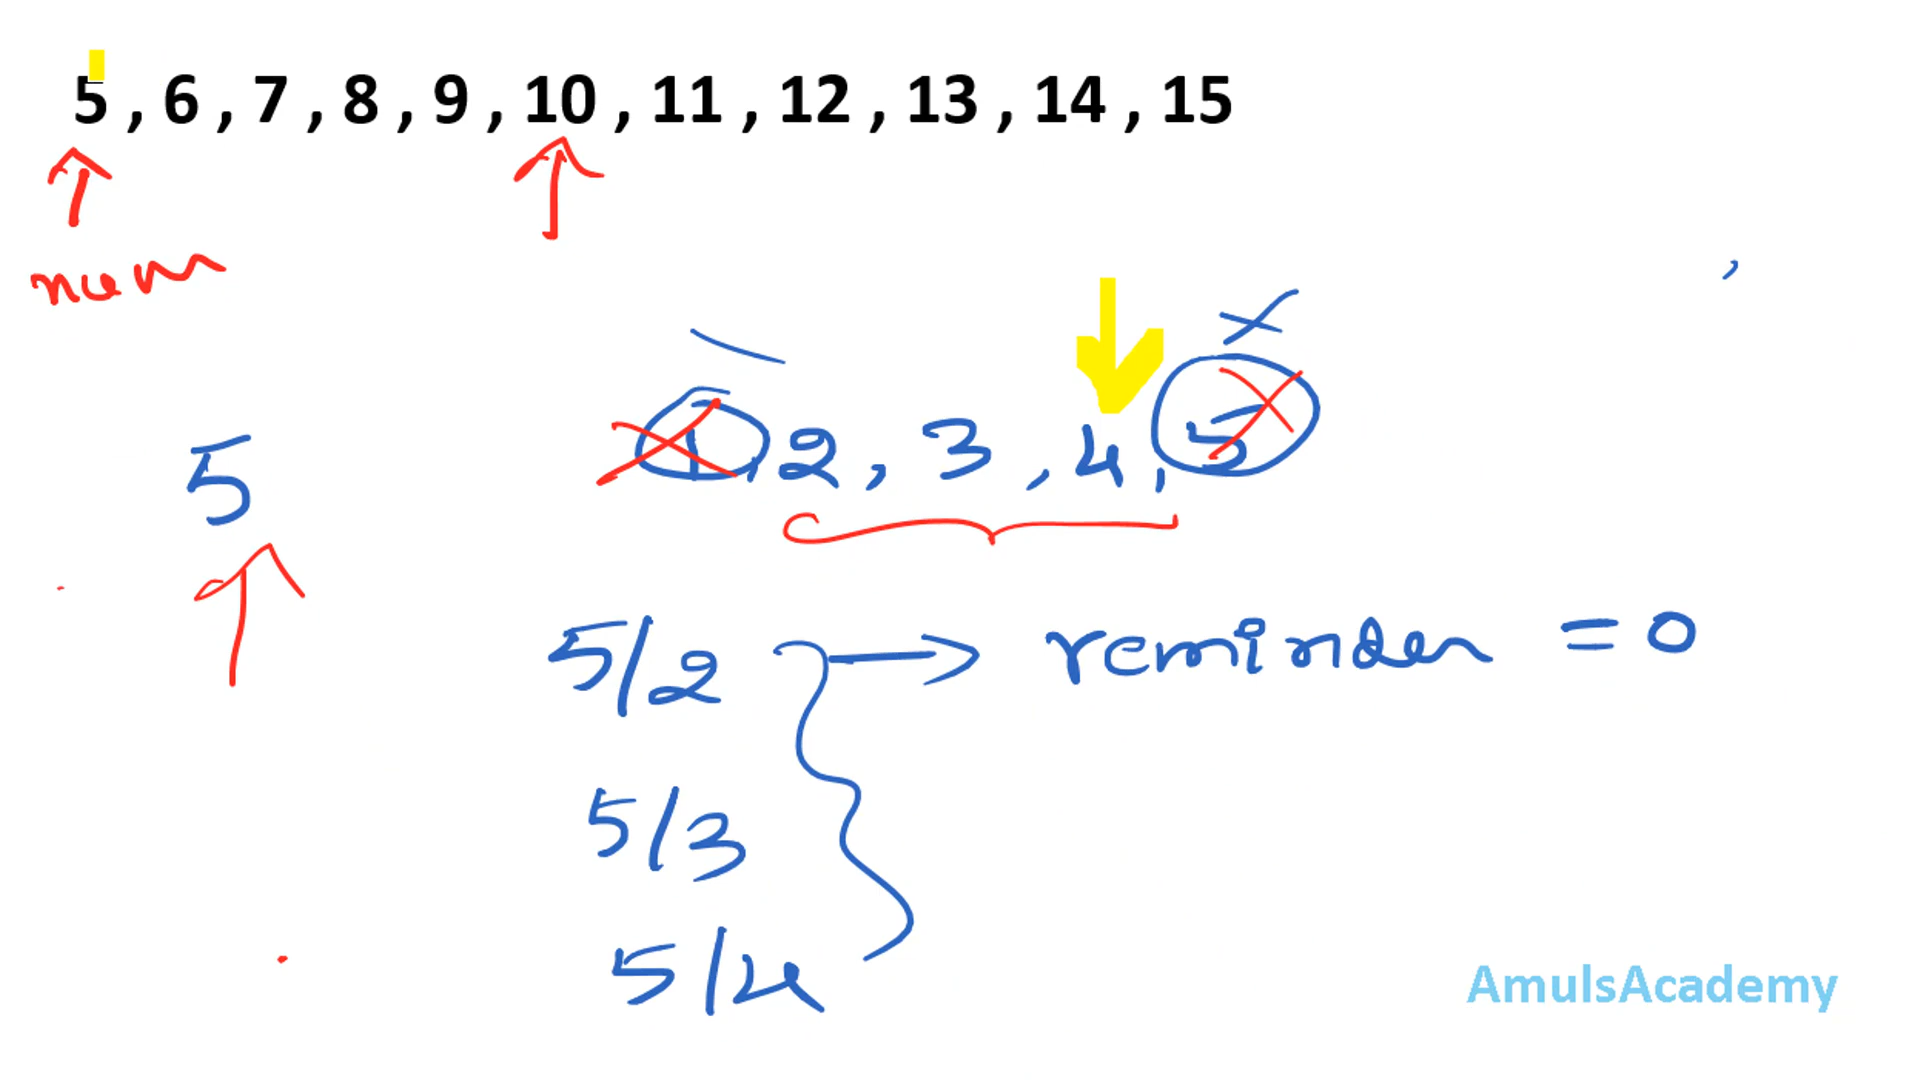 5 , 6 , 7 , 8 , 9 , 10 , 11 , 12 , 13 , 14 , 15
num
5
1, 2, 3, 4, 5
5/2 → reminder = 0
5/3
5/4
AmulsAcademy